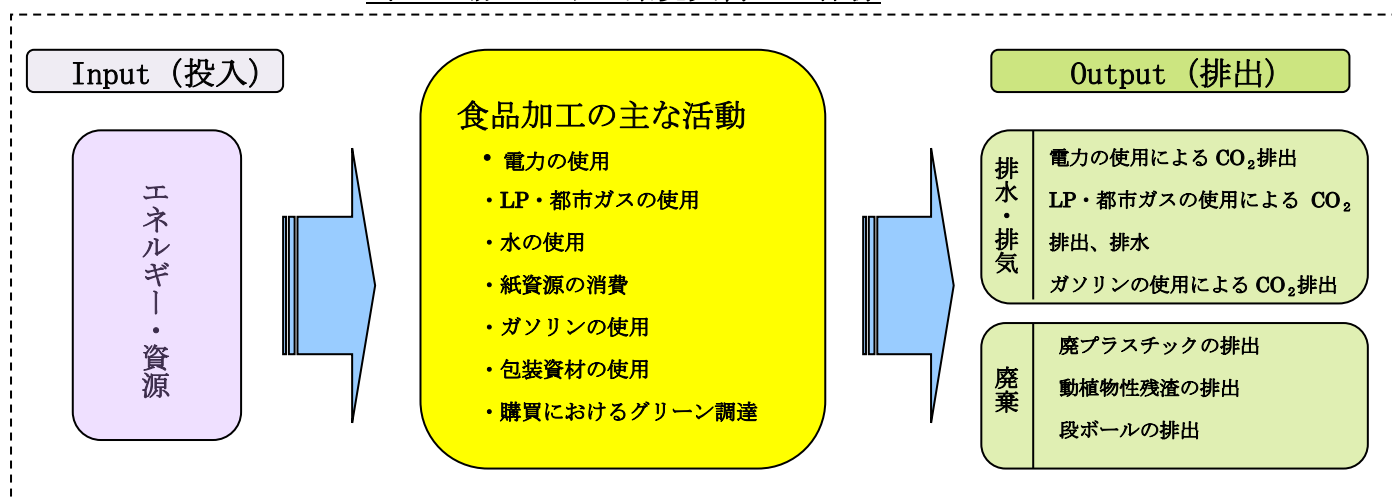 Input (投入)
エネルギー・資源
食品加工の主な活動
・電力の使用
・LP・都市ガスの使用
・水の使用
・紙資源の消費
・ガソリンの使用
・包装資材の使用
・購買におけるグリーン調達
Output (排出)
排水・排気
電力の使用による CO₂排出
LP・都市ガスの使用による CO₂
排出、排水
ガソリンの使用による CO₂排出
廃棄
廃プラスチックの排出
動植物性残渣の排出
段ボールの排出